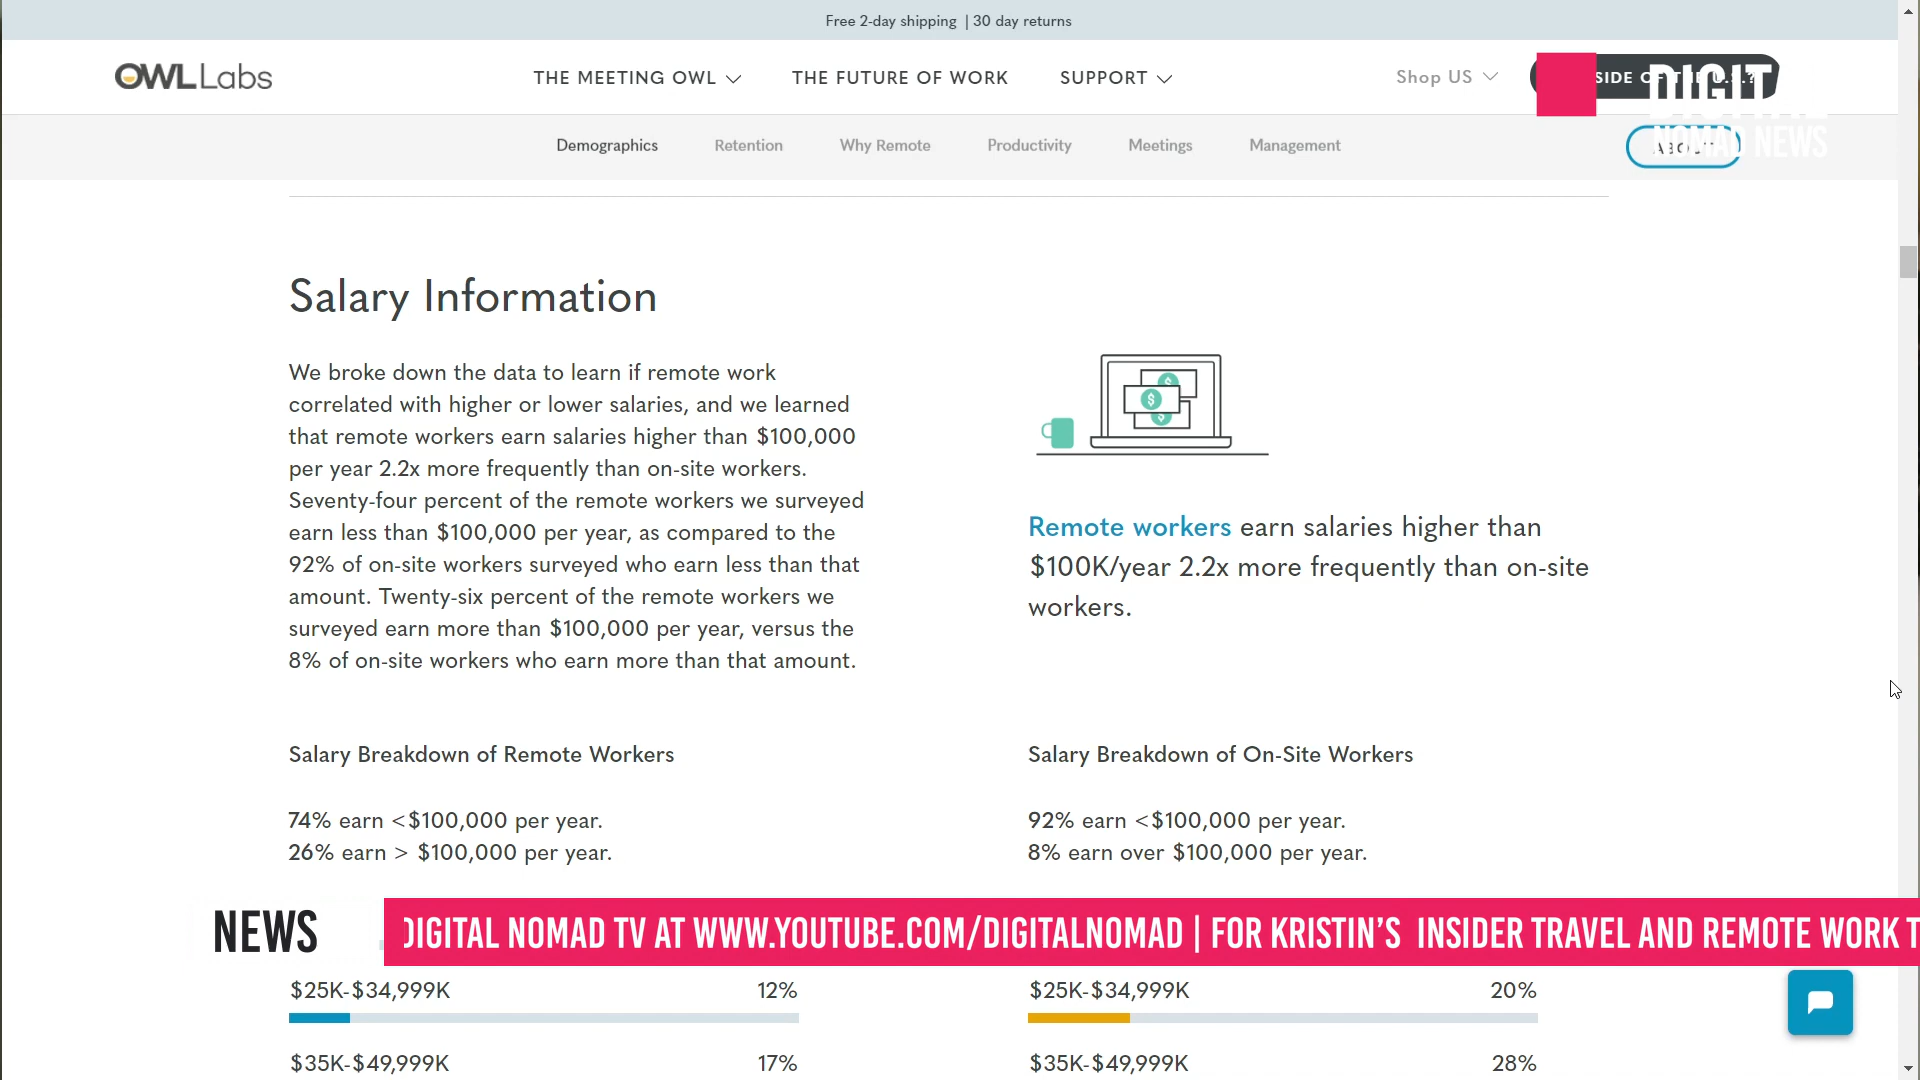 Free 2-day shipping | 30 day returns
OWL Labs
THE MEETING OWL
THE FUTURE OF WORK
SUPPORT
Shop US
SIDE OF THE U.S.?
DIGIT
NOMAD NEWS
Demographics
Retention
Why Remote
Productivity
Meetings
Management
ABOUT
Salary Information
We broke down the data to learn if remote work
correlated with higher or lower salaries, and we learned
that remote workers earn salaries higher than $100,000
per year 2.2x more frequently than on-site workers.
Seventy-four percent of the remote workers we surveyed
earn less than $100,000 per year, as compared to the
92% of on-site workers surveyed who earn less than that
amount. Twenty-six percent of the remote workers we
surveyed earn more than $100,000 per year, versus the
8% of on-site workers who earn more than that amount.
Remote workers earn salaries higher than
$100K/year 2.2x more frequently than on-site
workers.
Salary Breakdown of Remote Workers
74% earn <$100,000 per year.
26% earn > $100,000 per year.
Salary Breakdown of On-Site Workers
92% earn <$100,000 per year.
8% earn over $100,000 per year.
NEWS
DIGITAL NOMAD TV AT WWW.YOUTUBE.COM/DIGITALNOMAD | FOR KRISTIN'S INSIDER TRAVEL AND REMOTE WORK T
$25K-$34,999K 12%
$25K-$34,999K 20%
$35K-$49,999K 17%
$35K-$49,999K 28%